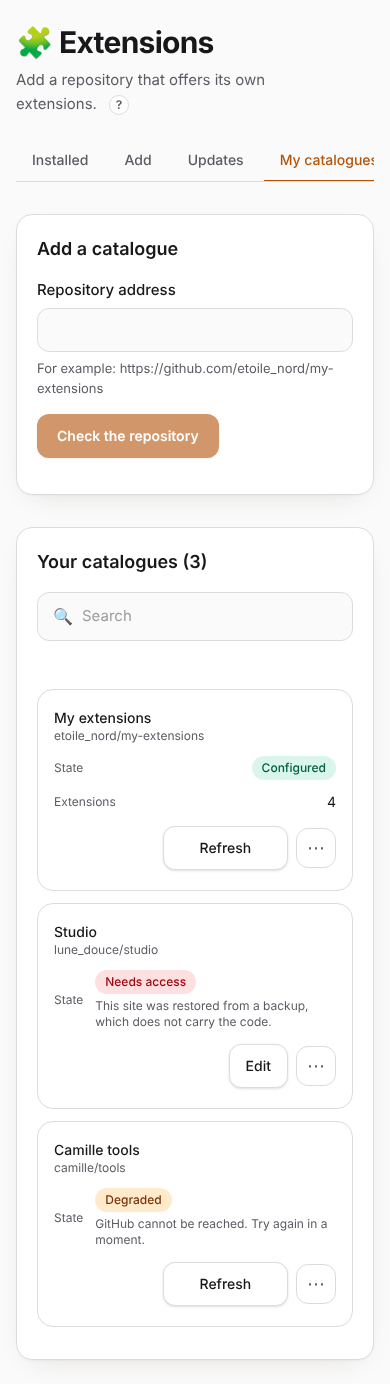 Extensions
Add a repository that offers its own
extensions. ?
Installed Add Updates My catalogues
Add a catalogue
Repository address
For example: https://github.com/etoile_nord/my-
extensions
Check the repository
Your catalogues (3)
Search
My extensions
etoile_nord/my-extensions
State Configured
Extensions 4
Refresh ...
Studio
lune_douce/studio
Needs access
State
This site was restored from a backup,
which does not carry the code.
Edit ...
Camille tools
camille/tools
Degraded
State
GitHub cannot be reached. Try again in a
moment.
Refresh ...